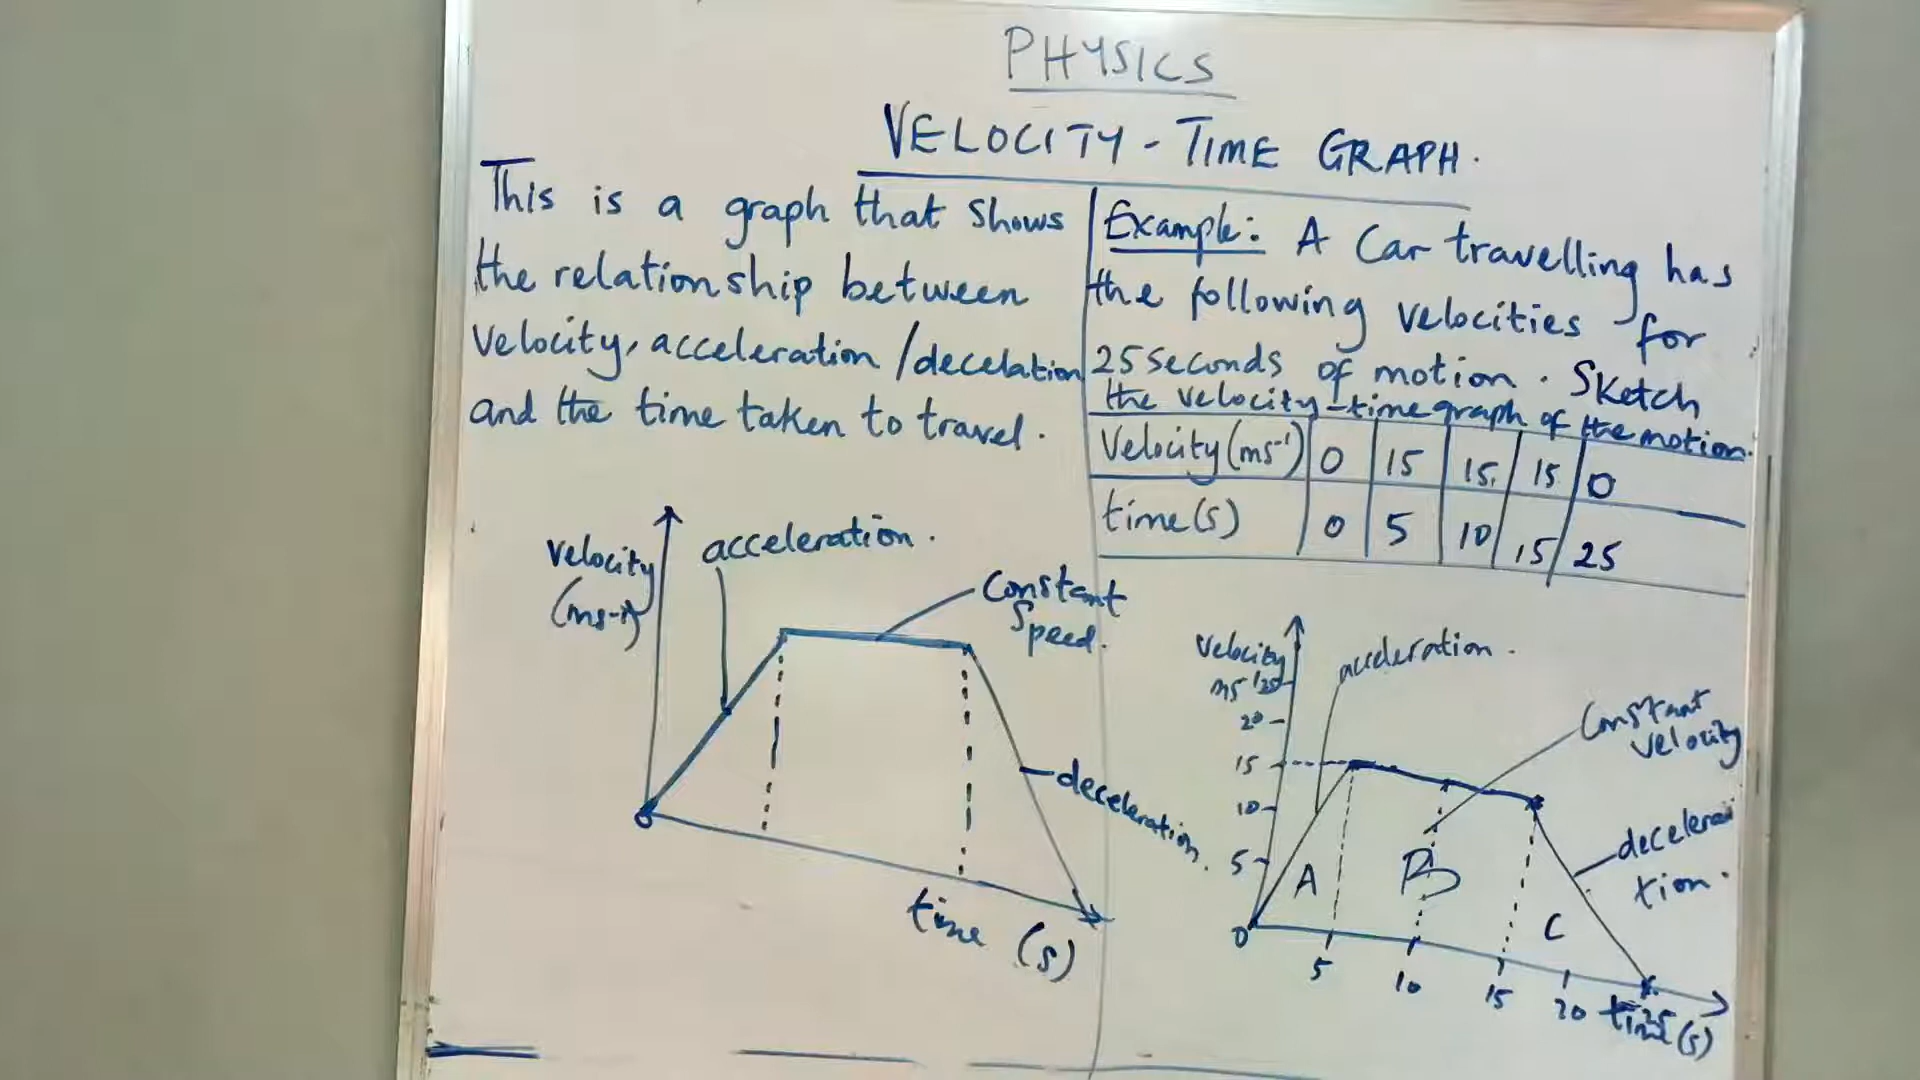 PHYSICS
VELOCITY - TIME GRAPH.
This is a graph that shows
the relationship between
velocity, acceleration / decelation
and the time taken to travel.
Example: A Car travelling has
the following velocities for
25 seconds of motion. Sketch
the velocity-time graph of the motion.
Velocity (ms⁻¹) 0 15 15 15 0
time (s) 0 5 10 15 25
velocity
(ms⁻¹)
acceleration.
Constant
Speed.
deceleration.
0
time (s)
Velocity
ms⁻¹ 25
acceleration.
20
Constant
velocity
15
10
decelerai
tion.
5
A
B
C
0
5
10
15
20
25
time (s)